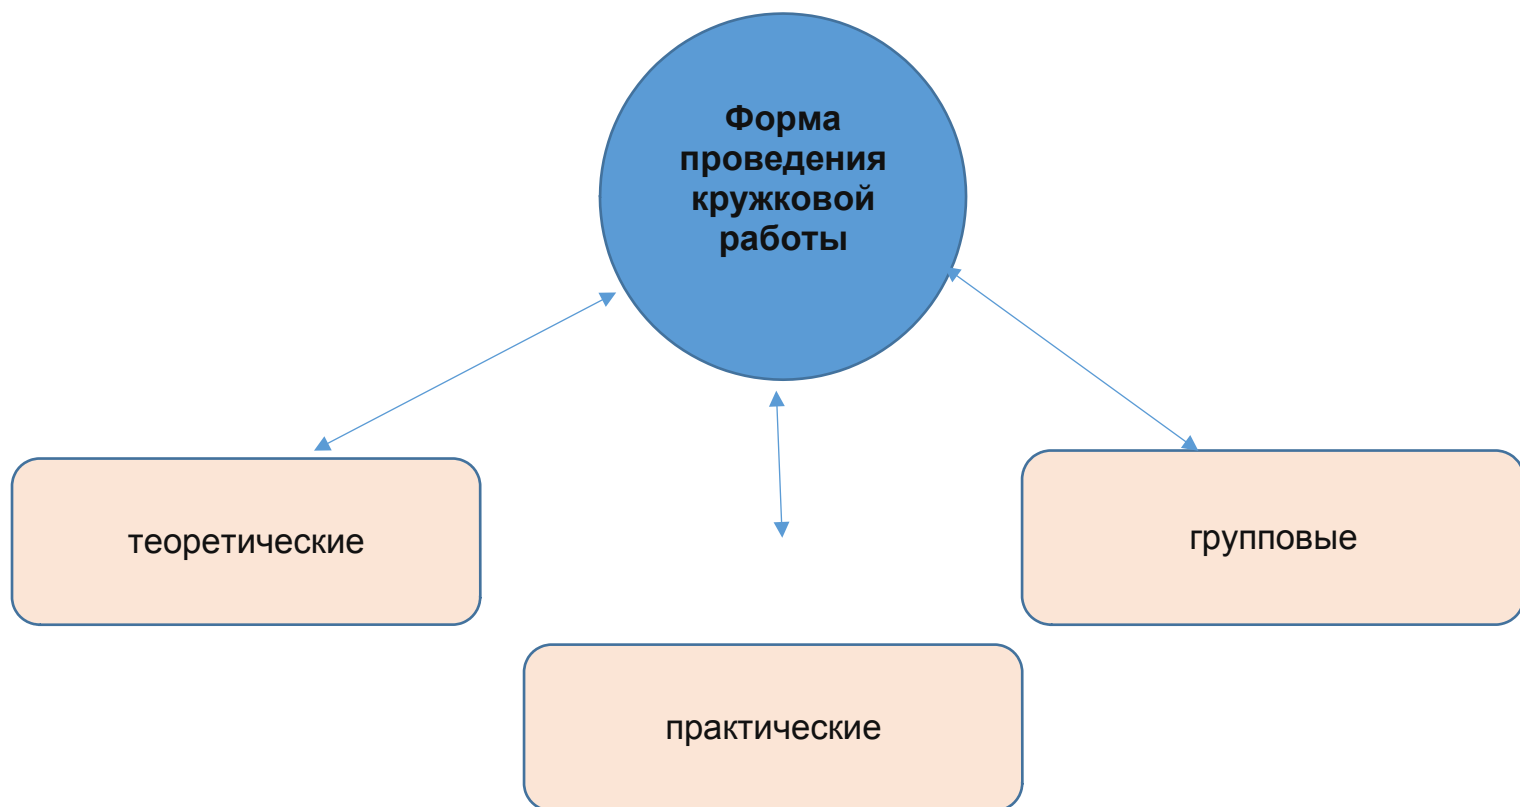 Форма
проведения
кружковой
работы
теоретические
групповые
практические